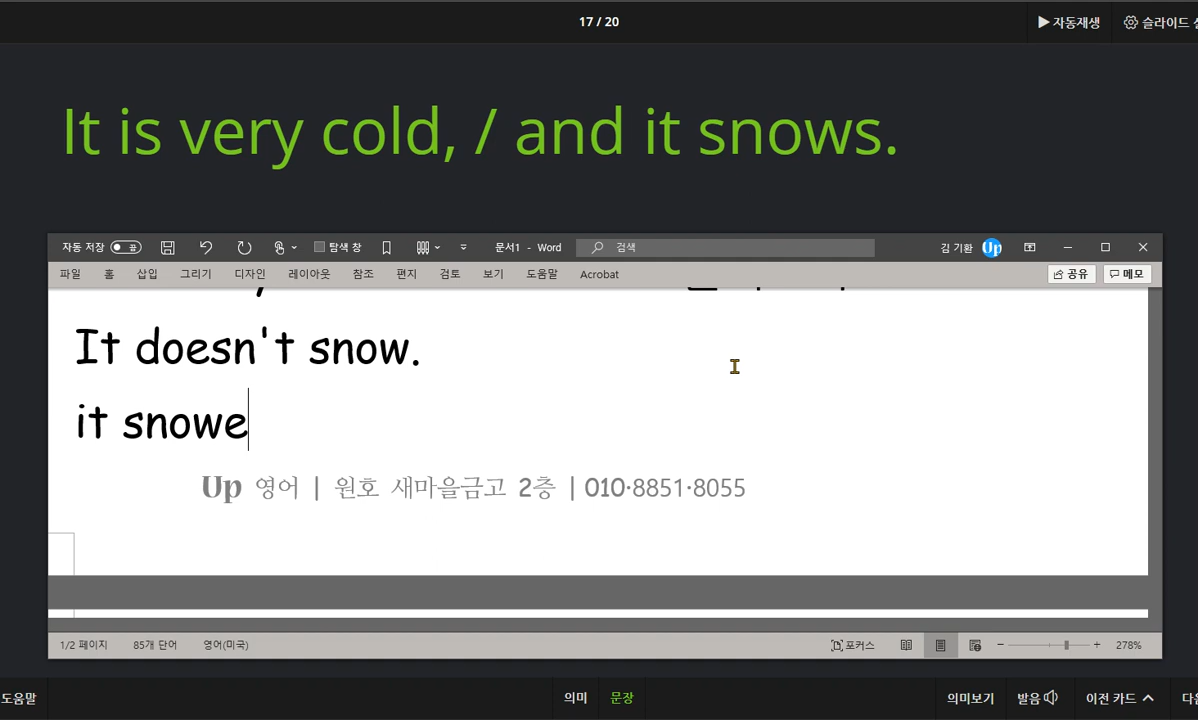 17 / 20
자동재생
슬라이드
It is very cold, / and it snows.
자동 저장
탐색 창
문서1 - Word
검색
김 기환
Up
파일 홈 삽입 그리기 디자인 레이아웃 참조 편지 검토 보기 도움말 Acrobat
공유
메모
It doesn't snow.
it snowe
Up 영어 | 원호 새마을금고 2층 | 010·8851·8055
1/2 페이지
85개 단어
영어(미국)
포커스
278%
도움말
의미
문장
의미보기
발음
이전 카드